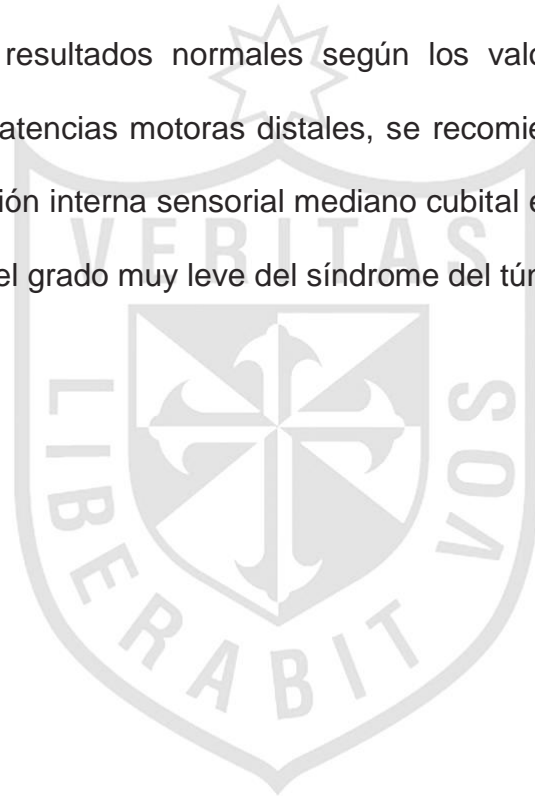 resultados normales según los valo
atencias motoras distales, se recomie
ión interna sensorial mediano cubital e
el grado muy leve del síndrome del tún
VERITAS
LIBERABIT VOS